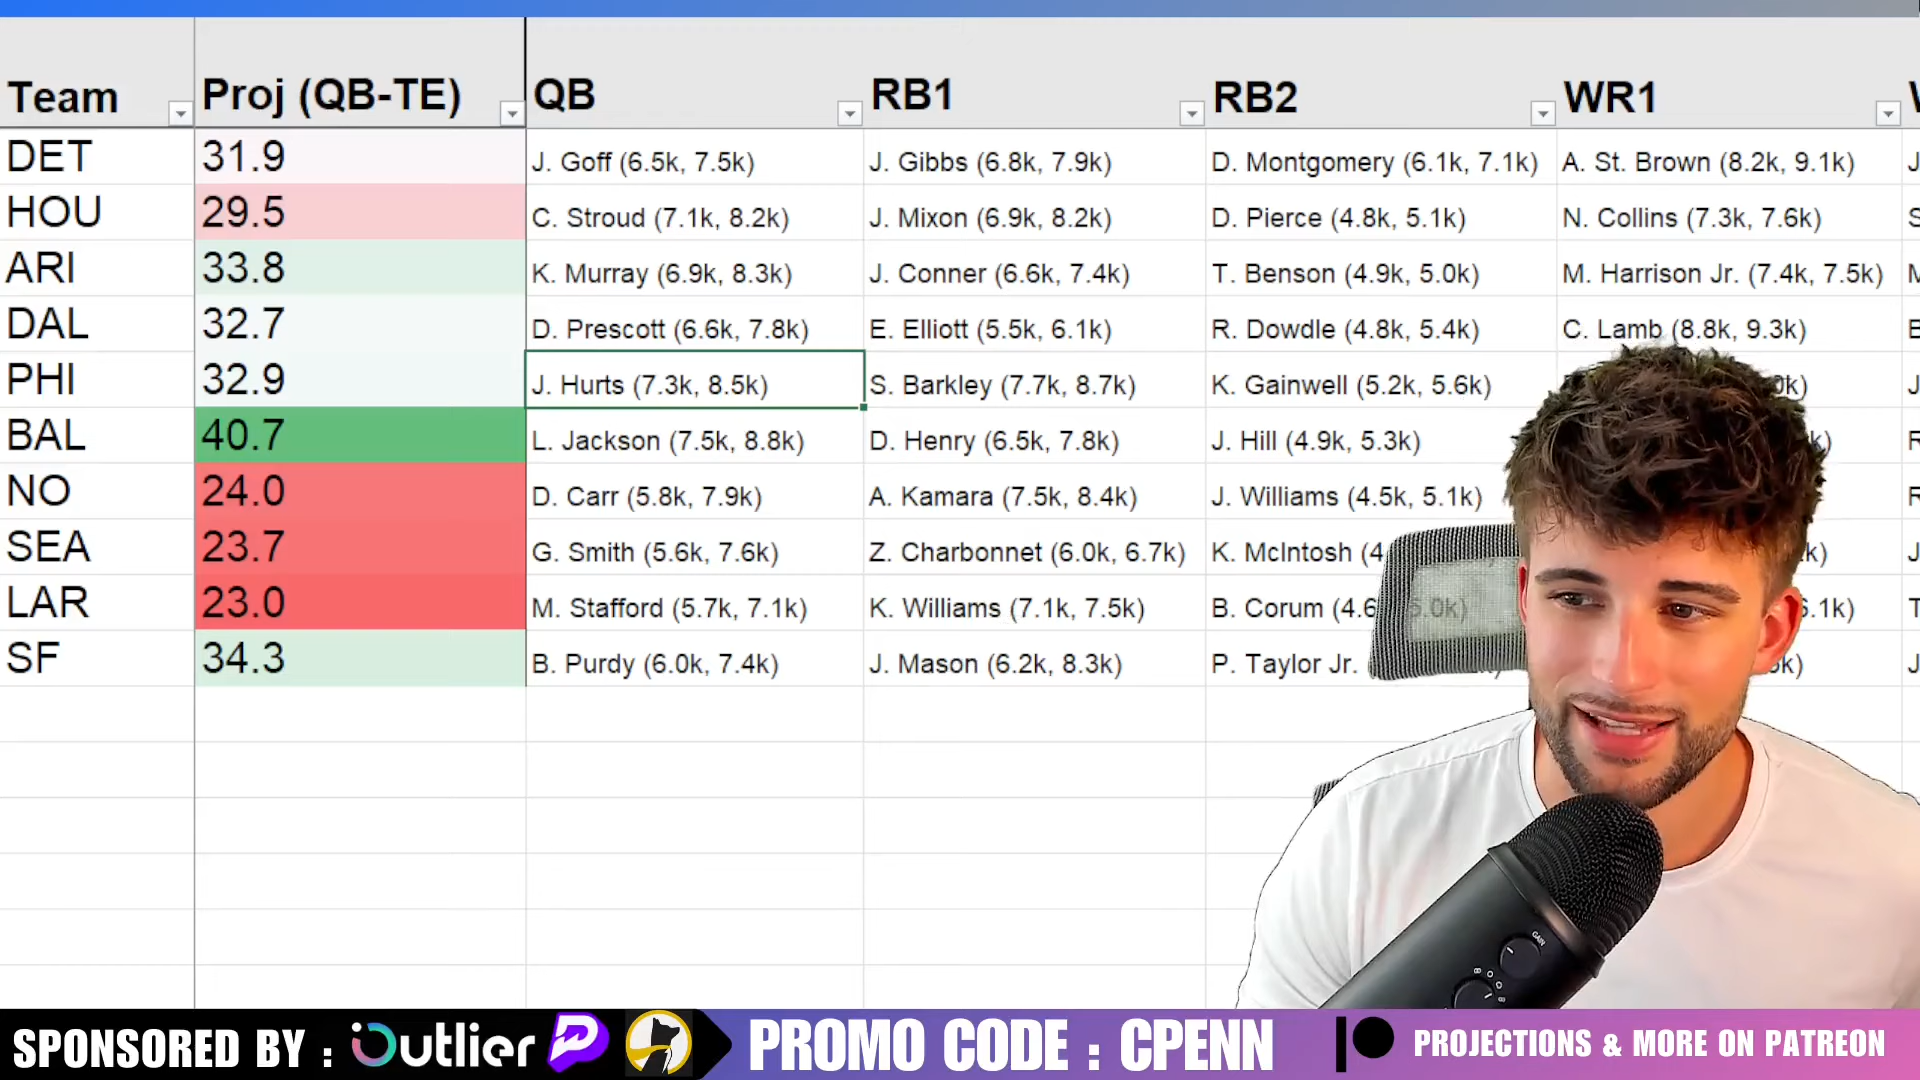 Team Proj (QB-TE) QB RB1 RB2 WR1
DET 31.9 J. Goff (6.5k, 7.5k) J. Gibbs (6.8k, 7.9k) D. Montgomery (6.1k, 7.1k) A. St. Brown (8.2k, 9.1k) J
HOU 29.5 C. Stroud (7.1k, 8.2k) J. Mixon (6.9k, 8.2k) D. Pierce (4.8k, 5.1k) N. Collins (7.3k, 7.6k) S
ARI 33.8 K. Murray (6.9k, 8.3k) J. Conner (6.6k, 7.4k) T. Benson (4.9k, 5.0k) M. Harrison Jr. (7.4k, 7.5k) M
DAL 32.7 D. Prescott (6.6k, 7.8k) E. Elliott (5.5k, 6.1k) R. Dowdle (4.8k, 5.4k) C. Lamb (8.8k, 9.3k)
PHI 32.9 J. Hurts (7.3k, 8.5k) S. Barkley (7.7k, 8.7k) K. Gainwell (5.2k, 5.6k) J
BAL 40.7 L. Jackson (7.5k, 8.8k) D. Henry (6.5k, 7.8k) J. Hill (4.9k, 5.3k) R
NO 24.0 D. Carr (5.8k, 7.9k) A. Kamara (7.5k, 8.4k) J. Williams (4.5k, 5.1k) R
SEA 23.7 G. Smith (5.6k, 7.6k) Z. Charbonnet (6.0k, 6.7k) K. McIntosh (4 k) J
LAR 23.0 M. Stafford (5.7k, 7.1k) K. Williams (7.1k, 7.5k) B. Corum (4.6 5.0k) 6.1k) T
SF 34.3 B. Purdy (6.0k, 7.4k) J. Mason (6.2k, 8.3k) P. Taylor Jr. J
GAIN
SPONSORED BY : Outlier PROMO CODE : CPENN PROJECTIONS & MORE ON PATREON